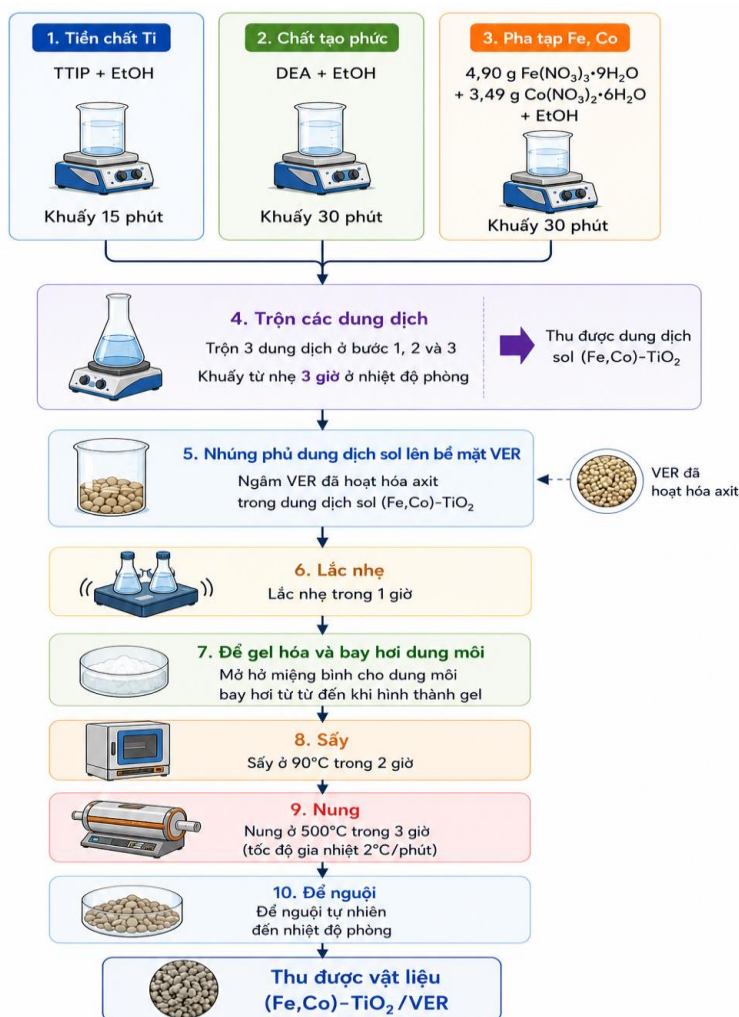 1. Tiền chất Ti
TTIP + EtOH
Khuấy 15 phút
2. Chất tạo phức
DEA + EtOH
Khuấy 30 phút
3. Pha tạp Fe, Co
4,90 g Fe(NO₃)₃•9H₂O
+ 3,49 g Co(NO₃)₂•6H₂O
+ EtOH
Khuấy 30 phút
4. Trộn các dung dịch
Trộn 3 dung dịch ở bước 1, 2 và 3
Khuấy từ nhẹ 3 giờ ở nhiệt độ phòng
Thu được dung dịch
sol (Fe,Co)-TiO₂
5. Nhúng phủ dung dịch sol lên bề mặt VER
Ngâm VER đã hoạt hóa axit
trong dung dịch sol (Fe,Co)-TiO₂
VER đã
hoạt hóa axit
6. Lắc nhẹ
Lắc nhẹ trong 1 giờ
7. Để gel hóa và bay hơi dung môi
Mở hở miệng bình cho dung môi
bay hơi từ từ đến khi hình thành gel
8. Sấy
Sấy ở 90°C trong 2 giờ
9. Nung
Nung ở 500°C trong 3 giờ
(tốc độ gia nhiệt 2°C/phút)
10. Để nguội
Để nguội tự nhiên
đến nhiệt độ phòng
Thu được vật liệu
(Fe,Co)-TiO₂/VER